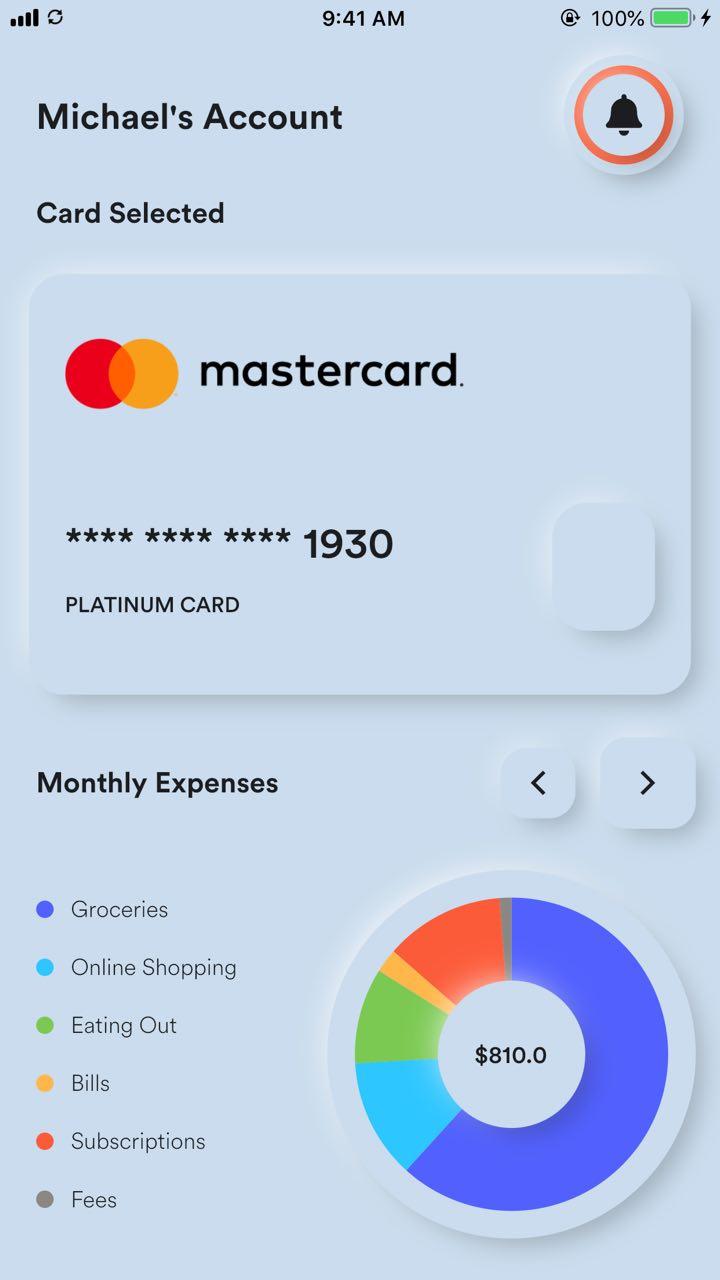 9:41 AM
100%
Michael's Account
Card Selected
mastercard.
**** **** **** 1930
PLATINUM CARD
Monthly Expenses
Groceries
Online Shopping
Eating Out
Bills
Subscriptions
Fees
$810.0